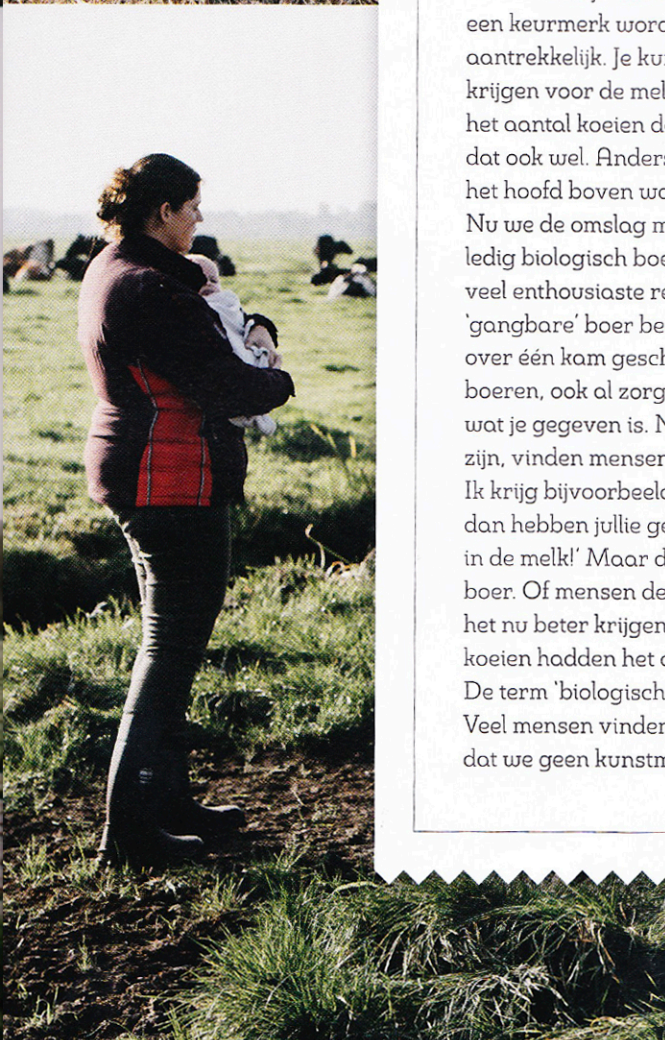 een keurmerk word
aantrekkelijk. Je ku
krijgen voor de mel
het aantal koeien d
dat ook wel. Anders
het hoofd boven wa
Nu we de omslag m
ledig biologisch boe
veel enthousiaste re
‘gangbare’ boer be
over één kam gesch
boeren, ook al zorg
wat je gegeven is. N
zijn, vinden mensen
Ik krijg bijvoorbeeld
dan hebben jullie ge
in de melk!’ Maar d
boer. Of mensen de
het nu beter krijgen
koeien hadden het a
De term ‘biologisch
Veel mensen vinden
dat we geen kunstm